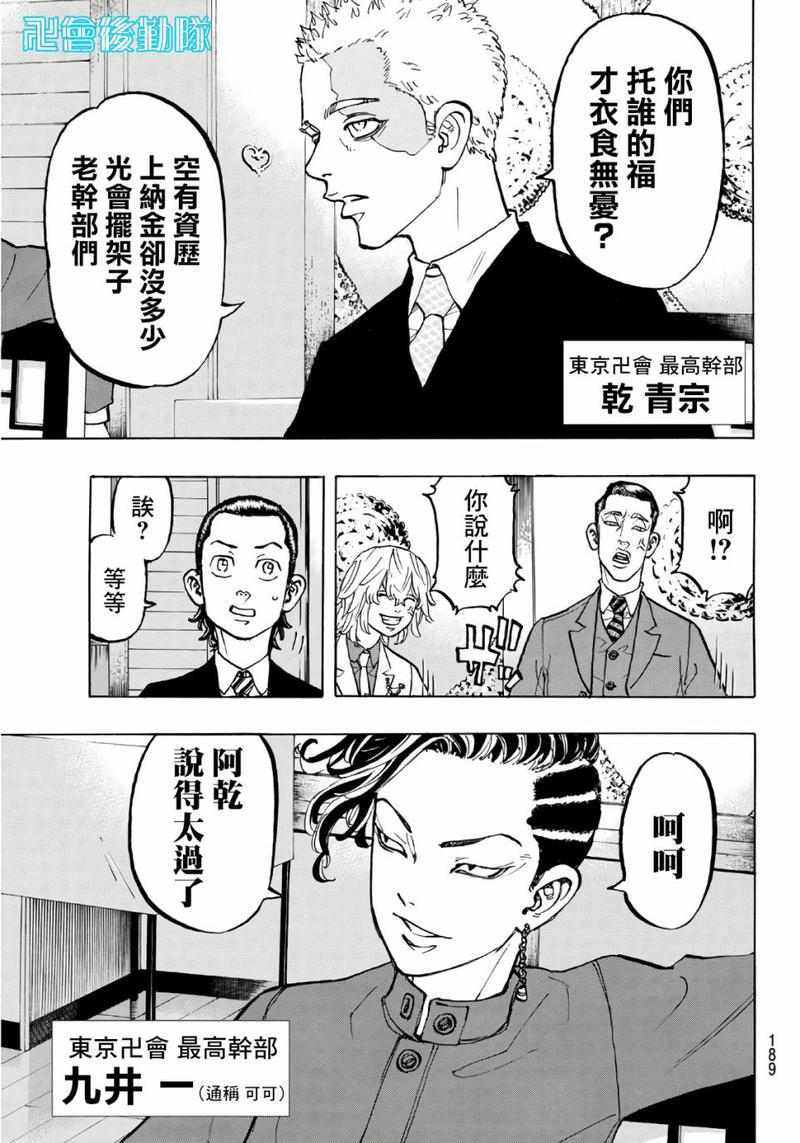 卍會後勤隊
你們
托誰的福
才衣食無憂？
空有資歷
上納金卻沒多少
光會擺架子
老幹部們
東京卍會 最高幹部
乾 青宗
啊!?
你說什麼
誒？
等等
呵呵
阿乾
說得太過了
東京卍會 最高幹部
九井 一（通稱 可可）
189